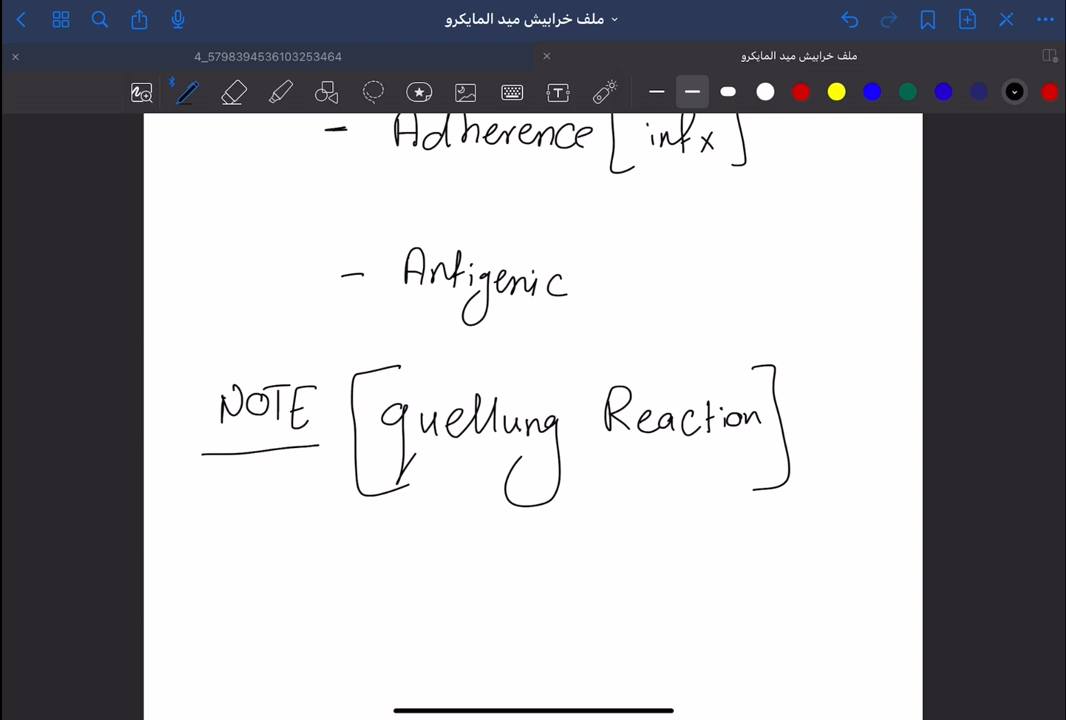 ملف خرابيش ميد المايكرو
4_5798394536103253464
ملف خرابيش ميد المايكرو
- Adherence [infx]
- Antigenic
NOTE [quellung Reaction]